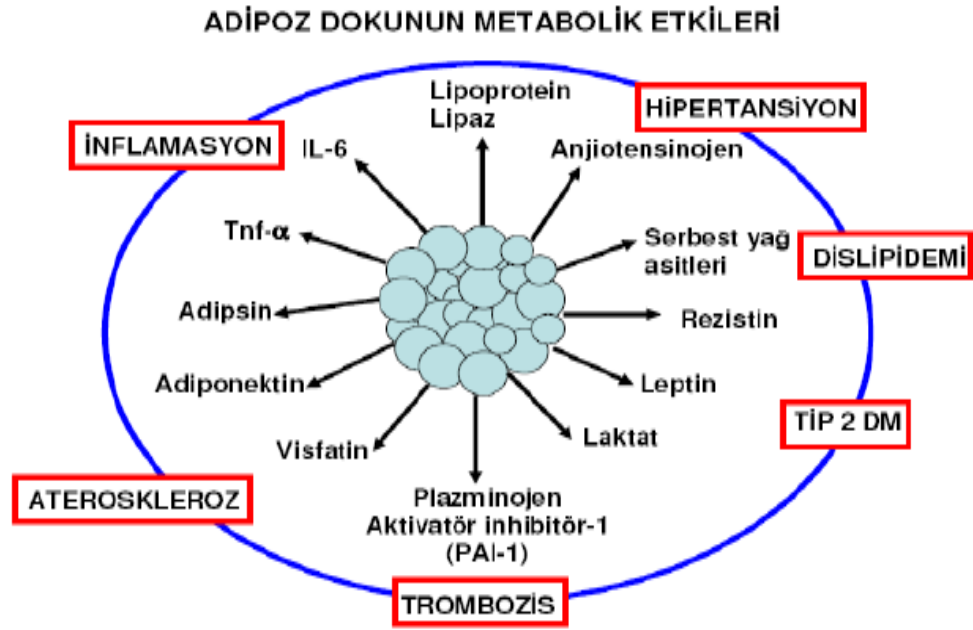 ADİPOZ DOKUNUN METABOLİK ETKİLERİ
Lipoprotein
Lipaz
HİPERTANSİYON
İNFLAMASYON
IL-6
Anjiotensinojen
Tnf-α
Serbest yağ
asitleri
DİSLİPİDEMİ
Adipsin
Rezistin
Adiponektin
Leptin
TİP 2 DM
Visfatin
Laktat
ATEROSKLEROZ
Plazminojen
Aktivatör inhibitör-1
(PAI-1)
TROMBOZİS